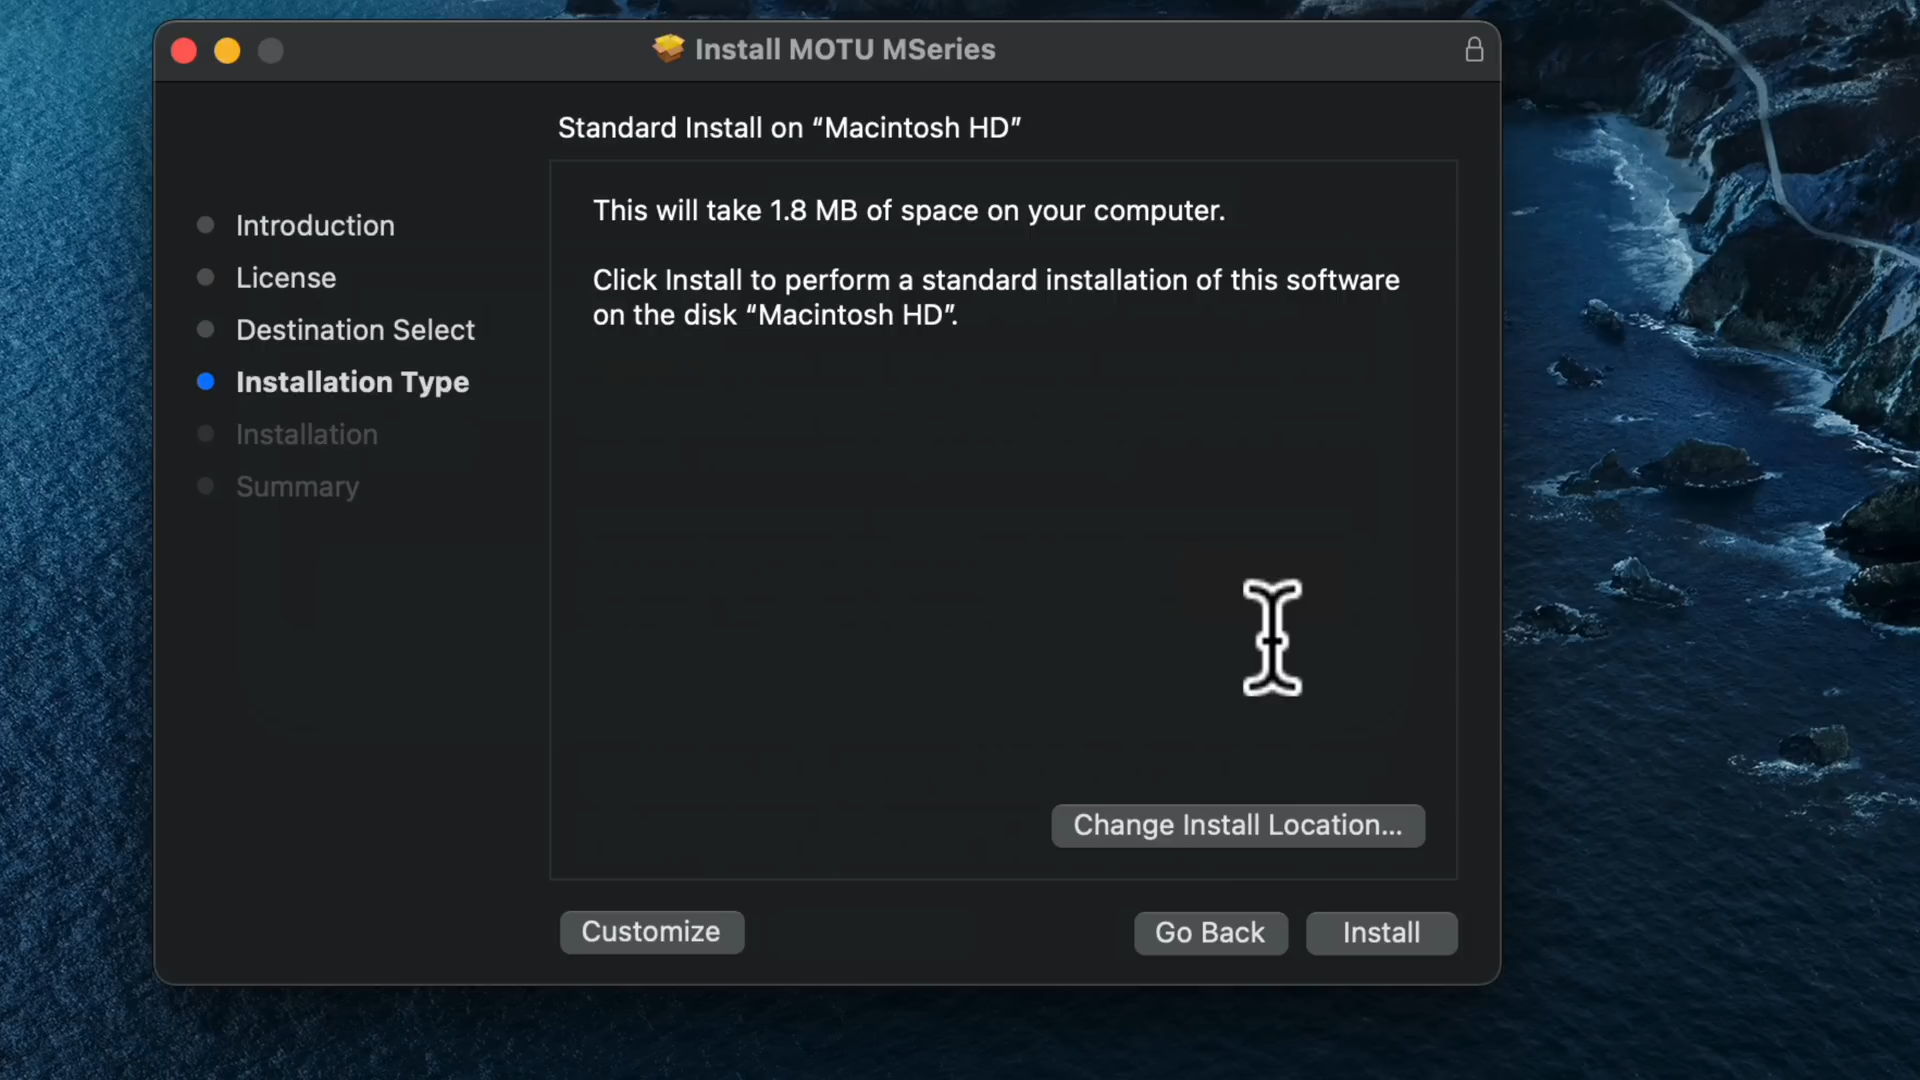 Install MOTU MSeries
Standard Install on “Macintosh HD”
Introduction
License
Destination Select
Installation Type
Installation
Summary
This will take 1.8 MB of space on your computer.
Click Install to perform a standard installation of this software
on the disk “Macintosh HD”.
Change Install Location...
Customize
Go Back
Install